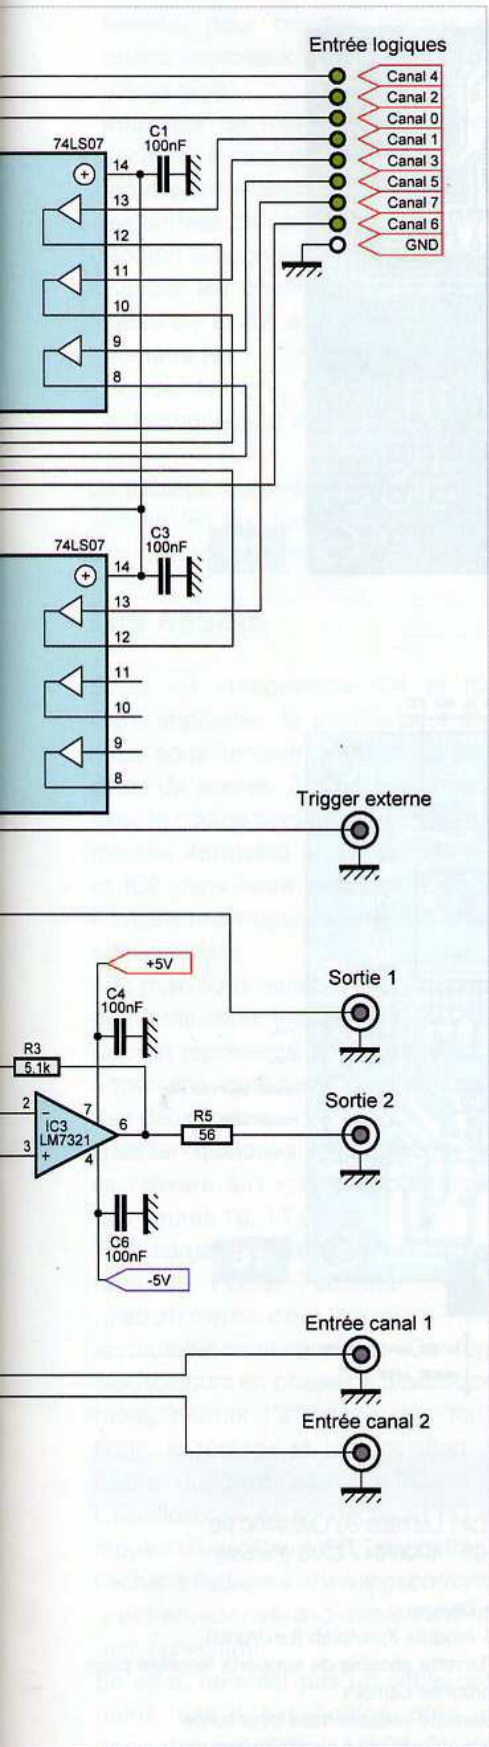 Entrée logiques
Canal 4
Canal 2
Canal 0
Canal 1
Canal 3
Canal 5
Canal 7
Canal 6
GND
74LS07
C1
100nF
14
13
12
11
10
9
8
74LS07
C3
100nF
14
13
12
11
10
9
8
Trigger externe
+5V
Sortie 1
C4
100nF
R3
5.1k
Sortie 2
2
−
7
IC3
LM7321
6
R5
56
3
+
4
C6
100nF
-5V
Entrée canal 1
Entrée canal 2